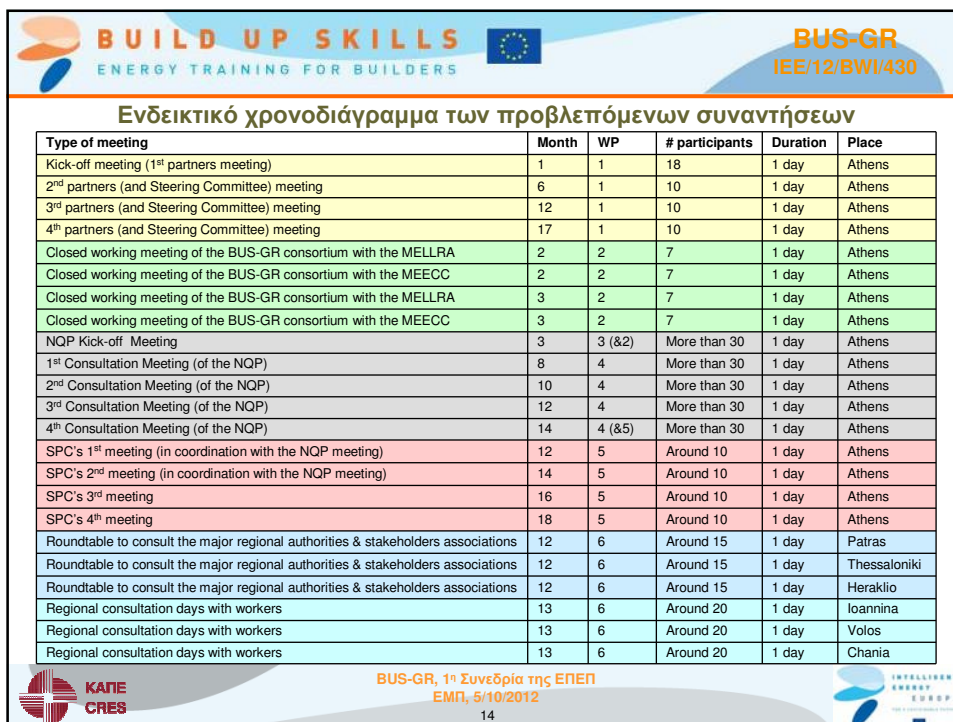 BUILD UP SKILLS
ENERGY TRAINING FOR BUILDERS
BUS-GR
IEE/12/BWI/430
Ενδεικτικό χρονοδιάγραμμα των προβλεπόμενων συναντήσεων
Type of meeting Month WP # participants Duration Place
Kick-off meeting (1st partners meeting) 1 1 18 1 day Athens
2nd partners (and Steering Committee) meeting 6 1 10 1 day Athens
3rd partners (and Steering Committee) meeting 12 1 10 1 day Athens
4th partners (and Steering Committee) meeting 17 1 10 1 day Athens
Closed working meeting of the BUS-GR consortium with the MELLRA 2 2 7 1 day Athens
Closed working meeting of the BUS-GR consortium with the MEECC 2 2 7 1 day Athens
Closed working meeting of the BUS-GR consortium with the MELLRA 3 2 7 1 day Athens
Closed working meeting of the BUS-GR consortium with the MEECC 3 2 7 1 day Athens
NQP Kick-off Meeting 3 3 (&2) More than 30 1 day Athens
1st Consultation Meeting (of the NQP) 8 4 More than 30 1 day Athens
2nd Consultation Meeting (of the NQP) 10 4 More than 30 1 day Athens
3rd Consultation Meeting (of the NQP) 12 4 More than 30 1 day Athens
4th Consultation Meeting (of the NQP) 14 4 (&5) More than 30 1 day Athens
SPC's 1st meeting (in coordination with the NQP meeting) 12 5 Around 10 1 day Athens
SPC's 2nd meeting (in coordination with the NQP meeting) 14 5 Around 10 1 day Athens
SPC's 3rd meeting 16 5 Around 10 1 day Athens
SPC's 4th meeting 18 5 Around 10 1 day Athens
Roundtable to consult the major regional authorities & stakeholders associations 12 6 Around 15 1 day Patras
Roundtable to consult the major regional authorities & stakeholders associations 12 6 Around 15 1 day Thessaloniki
Roundtable to consult the major regional authorities & stakeholders associations 12 6 Around 15 1 day Heraklio
Regional consultation days with workers 13 6 Around 20 1 day Ioannina
Regional consultation days with workers 13 6 Around 20 1 day Volos
Regional consultation days with workers 13 6 Around 20 1 day Chania
ΚΑΠΕ
CRES
BUS-GR, 1η Συνεδρία της ΕΠΕΠ
ΕΜΠ, 5/10/2012
14
INTELLIGEN
ENERGY
EUROP